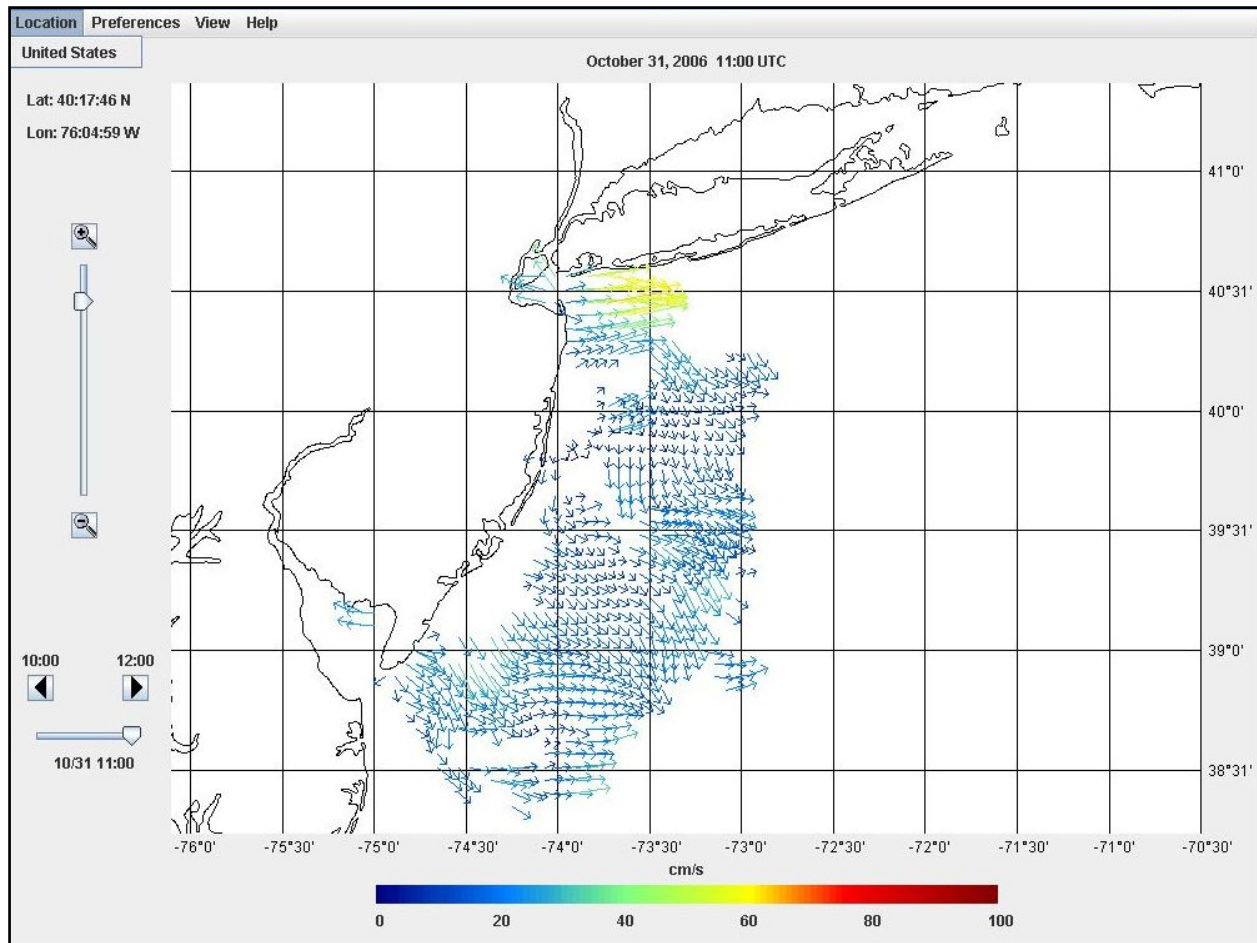 Location Preferences View Help
United States
October 31, 2006 11:00 UTC
Lat: 40:17:46 N
Lon: 76:04:59 W
41°0'
40°31'
40°0'
39°31'
39°0'
38°31'
10:00 12:00
10/31 11:00
-76°0' -75°30' -75°0' -74°30' -74°0' -73°30' -73°0' -72°30' -72°0' -71°30' -71°0' -70°30'
cm/s
0 20 40 60 80 100